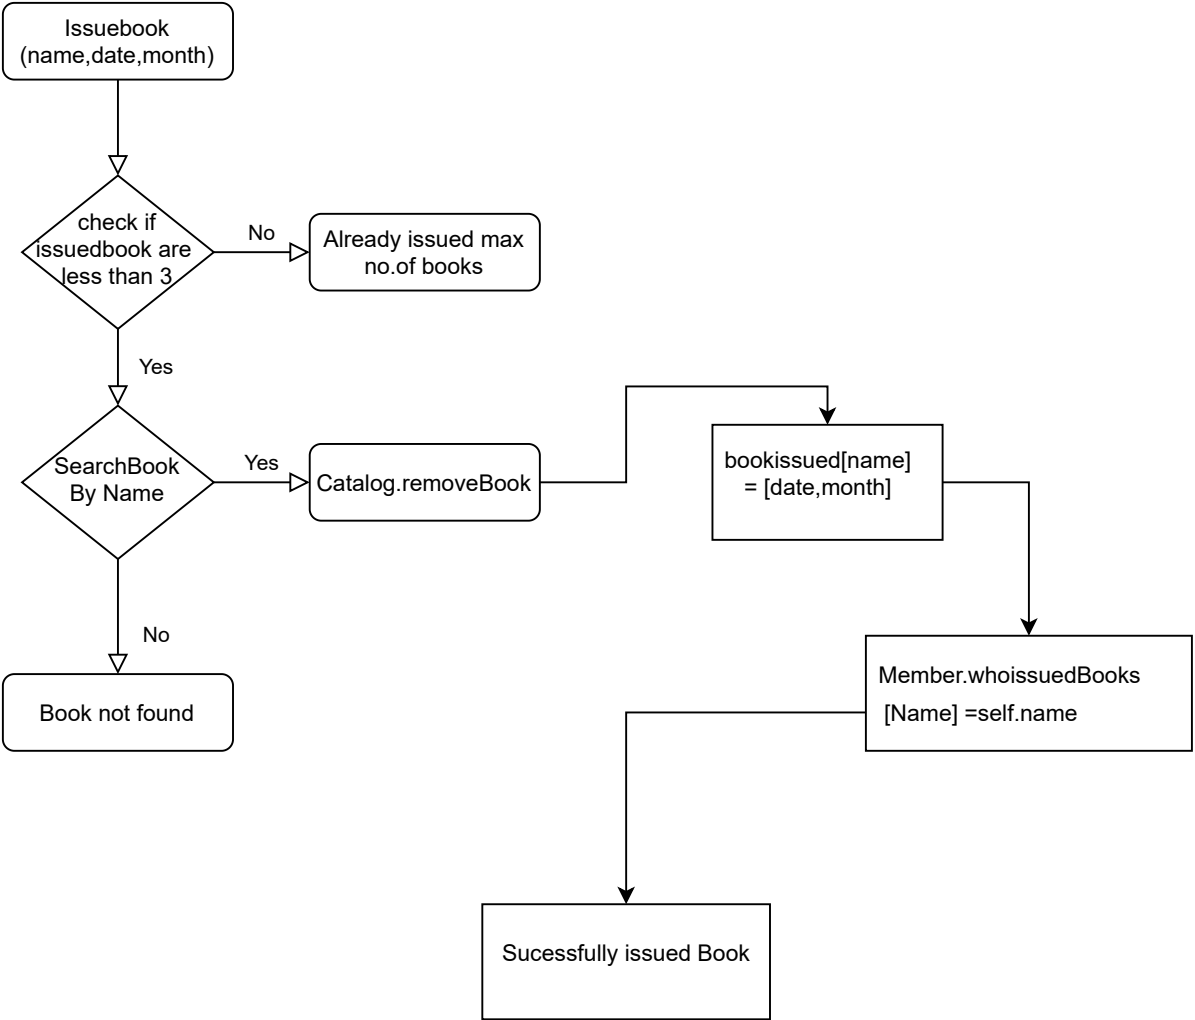 Issuebook
(name,date,month)
check if
issuedbook are
less than 3
No
Already issued max
no.of books
Yes
SearchBook
By Name
Yes
Catalog.removeBook
bookissued[name]
= [date,month]
No
Book not found
Member.whoissuedBooks
[Name] =self.name
Sucessfully issued Book